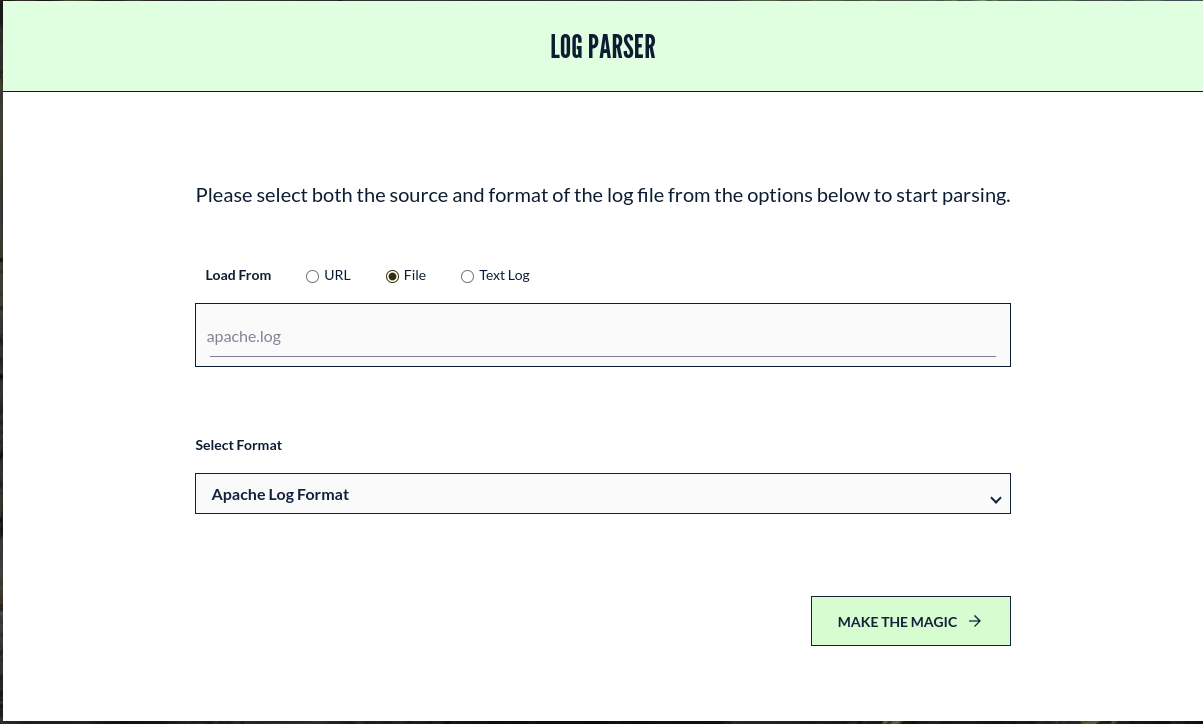 LOG PARSER
Please select both the source and format of the log file from the options below to start parsing.
Load From URL File Text Log
apache.log
Select Format
Apache Log Format
MAKE THE MAGIC →